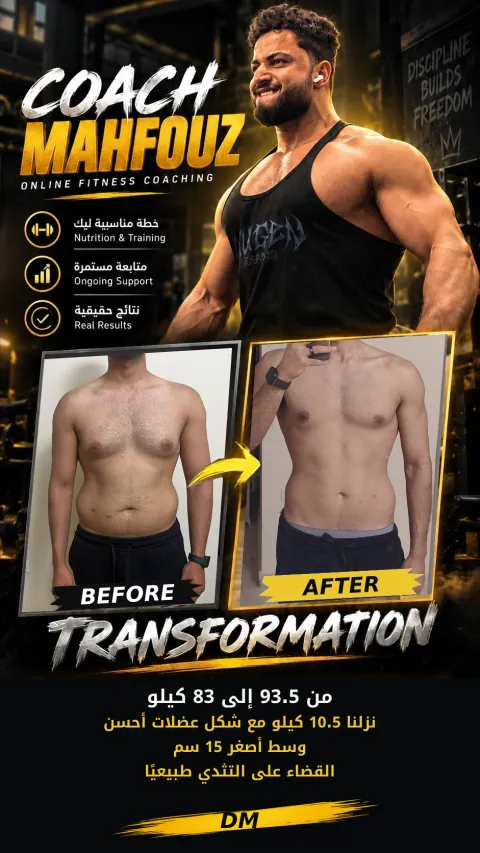 COACH
MAHFOUZ
ONLINE FITNESS COACHING
DISCIPLINE
BUILDS
FREEDOM
خطة مناسبية ليك
Nutrition & Training
متابعة مستمرة
Ongoing Support
نتائج حقيقية
Real Results
BEFORE
AFTER
TRANSFORMATION
من 93.5 إلى 83 كيلو
نزلنا 10.5 كيلو مع شكل عضلات أحسن
وسط أصغر 15 سم
القضاء على التثدي طبيعيًا
DM